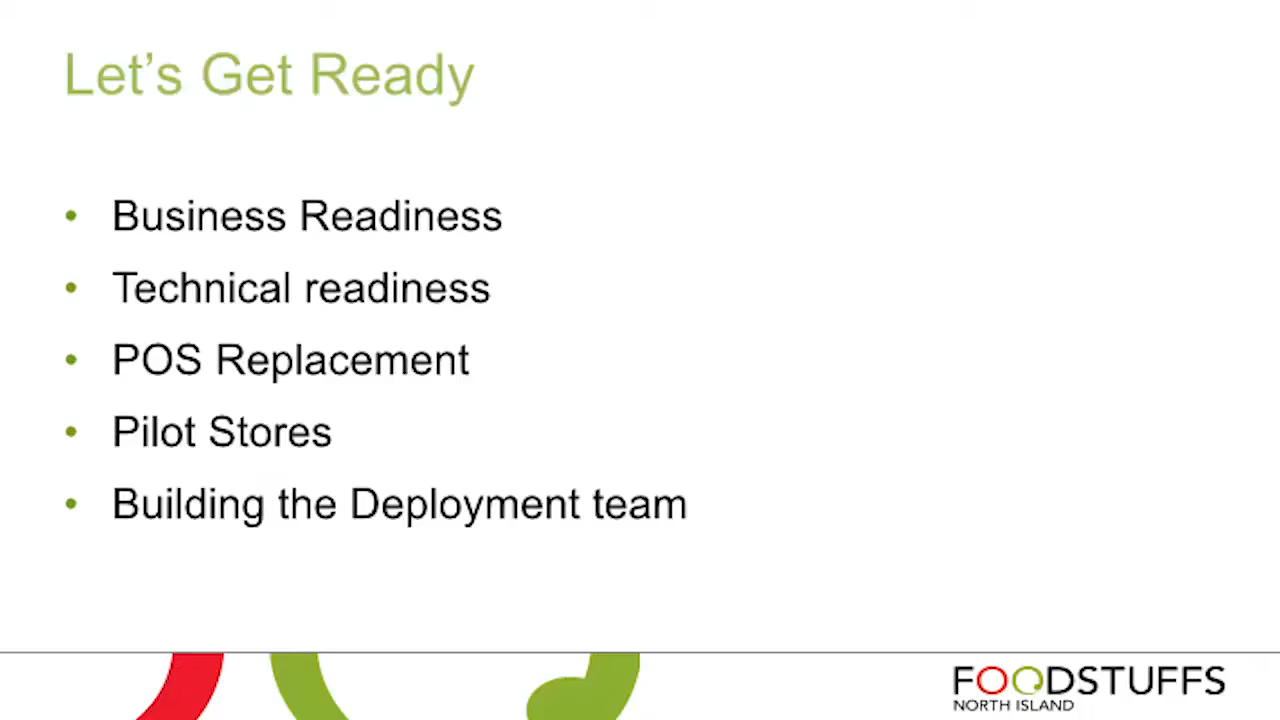 Let’s Get Ready
• Business Readiness
• Technical readiness
• POS Replacement
• Pilot Stores
• Building the Deployment team
FOODSTUFFS
NORTH ISLAND